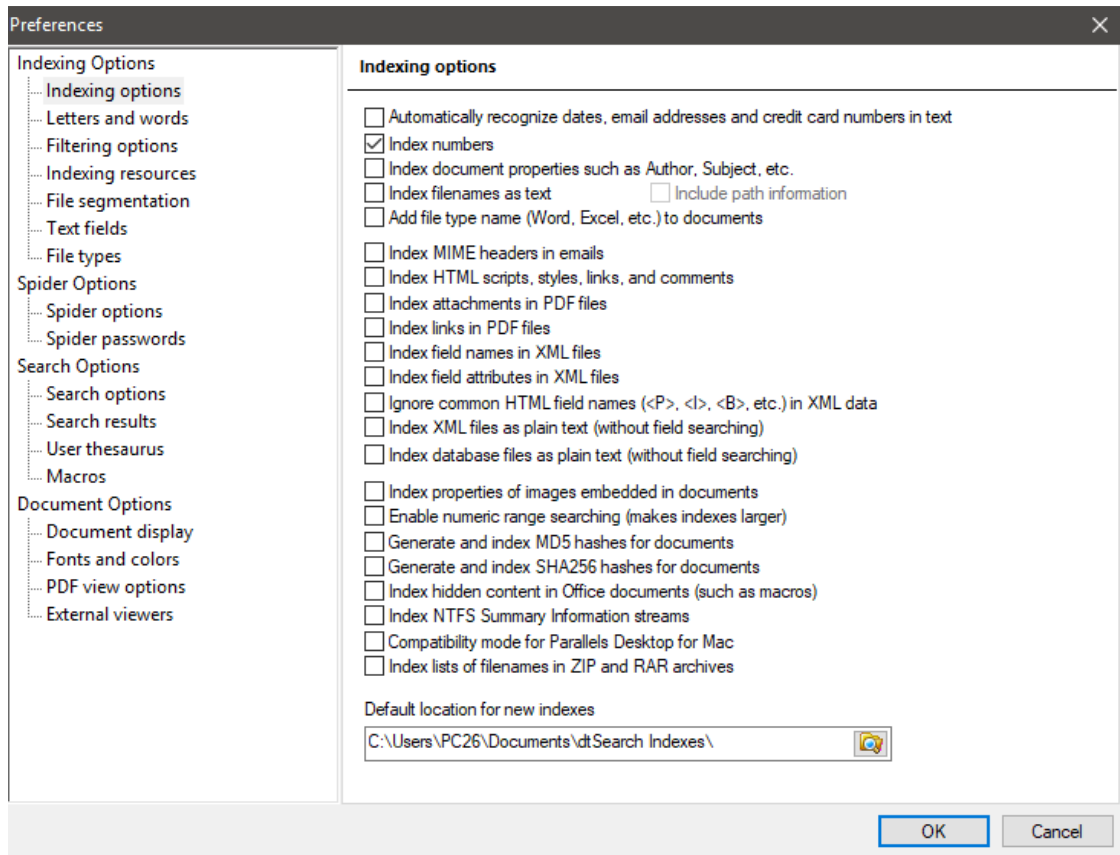 Preferences
Indexing Options
Indexing options
Letters and words
Filtering options
Indexing resources
File segmentation
Text fields
File types
Spider Options
Spider options
Spider passwords
Search Options
Search options
Search results
User thesaurus
Macros
Document Options
Document display
Fonts and colors
PDF view options
External viewers
Indexing options
Automatically recognize dates, email addresses and credit card numbers in text
Index numbers
Index document properties such as Author, Subject, etc.
Index filenames as text Include path information
Add file type name (Word, Excel, etc.) to documents
Index MIME headers in emails
Index HTML scripts, styles, links, and comments
Index attachments in PDF files
Index links in PDF files
Index field names in XML files
Index field attributes in XML files
Ignore common HTML field names (<P>, <I>, <B>, etc.) in XML data
Index XML files as plain text (without field searching)
Index database files as plain text (without field searching)
Index properties of images embedded in documents
Enable numeric range searching (makes indexes larger)
Generate and index MD5 hashes for documents
Generate and index SHA256 hashes for documents
Index hidden content in Office documents (such as macros)
Index NTFS Summary Information streams
Compatibility mode for Parallels Desktop for Mac
Index lists of filenames in ZIP and RAR archives
Default location for new indexes
C:\Users\PC26\Documents\dtSearch Indexes\
OK Cancel